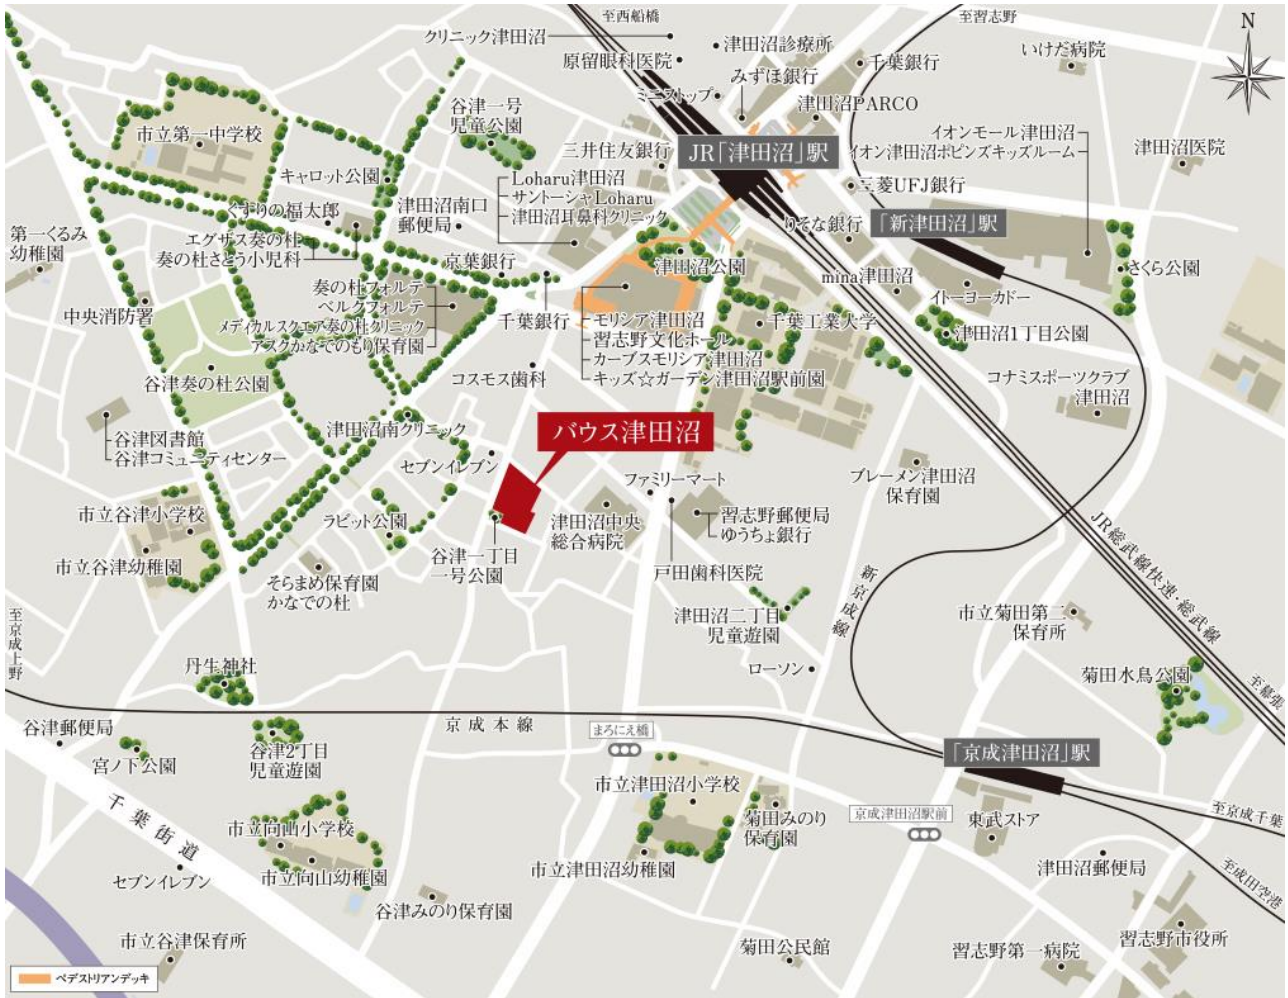 至西船橋
至習志野
N
クリニック津田沼
津田沼診療所
いけだ病院
原留眼科医院
みずほ銀行
千葉銀行
ミニストップ
津田沼PARCO
谷津一号
児童公園
市立第一中学校
イオンモール津田沼
イオン津田沼ポピンズキッズルーム
津田沼医院
三井住友銀行
JR「津田沼」駅
キャロット公園
Loharu津田沼
サントーシャLoharu
津田沼耳鼻科クリニック
三菱UFJ銀行
くすりの福太郎
津田沼南口
郵便局
りそな銀行
「新津田沼」駅
第一くるみ
幼稚園
エグザス奏の杜
奏の杜さとう小児科
京葉銀行
津田沼公園
mina津田沼
さくら公園
奏の杜フォルテ
ベルクフォルテ
メディカルスクエア奏の杜クリニック
アスクかなでのもり保育園
イトーヨーカドー
中央消防署
千葉銀行
モリシア津田沼
習志野文化ホール
カーブスモリシア津田沼
キッズ☆ガーデン津田沼駅前園
千葉工業大学
津田沼1丁目公園
谷津奏の杜公園
コスモス歯科
コナミスポーツクラブ
津田沼
津田沼南クリニック
バウス津田沼
谷津図書館
谷津コミュニティセンター
セブンイレブン
ファミリーマート
ブレーメン津田沼
保育園
市立谷津小学校
ラビット公園
津田沼中央
総合病院
習志野郵便局
ゆうちょ銀行
JR総武線快速・総武線
市立谷津幼稚園
谷津一丁目
一号公園
そらまめ保育園
かなでの杜
戸田歯科医院
新京成線
津田沼二丁目
児童遊園
市立菊田第二
保育所
至京成上野
丹生神社
ローソン
菊田水鳥公園
至幕張
谷津郵便局
京成本線
まろにえ橋
宮ノ下公園
谷津2丁目
児童遊園
「京成津田沼」駅
市立津田沼小学校
千葉街道
至京成千葉
京成津田沼駅前
菊田みのり
保育園
東武ストア
市立向山小学校
市立向山幼稚園
市立津田沼幼稚園
津田沼郵便局
至成田空港
セブンイレブン
谷津みのり保育園
市立谷津保育所
菊田公民館
習志野第一病院
習志野市役所
ペデストリアンデッキ